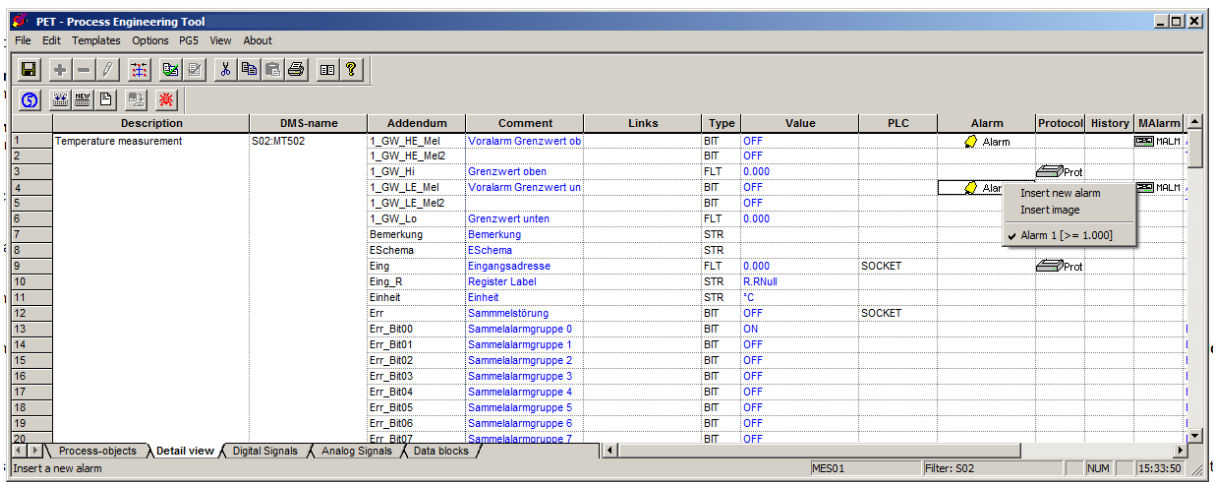 PET - Process Engineering Tool
File Edit Templates Options PG5 View About
NEW
Description DMS-name Addendum Comment Links Type Value PLC Alarm Protocol History MAlarm
1 Temperature measurement S02:MT502 1_GW_HE_Mel Voralarm Grenzwert ob BIT OFF Alarm MALM
2 1_GW_HE_Mel2 BIT OFF
3 1_GW_Hi Grenzwert oben FLT 0.000 Prot
4 1_GW_LE_Mel Voralarm Grenzwert un BIT OFF Alar MALM
5 1_GW_LE_Mel2 BIT OFF
6 1_GW_Lo Grenzwert unten FLT 0.000
7 Bemerkung Bemerkung STR
8 ESchema ESchema STR
9 Eing Eingangsadresse FLT 0.000 SOCKET Prot
10 Eing_R Register Label STR R.RNull
11 Einheit Einheit STR °C
12 Err Sammmelstörung BIT OFF SOCKET
13 Err_Bit00 Sammelalarmgruppe 0 BIT ON
14 Err_Bit01 Sammelalarmgruppe 1 BIT OFF
15 Err_Bit02 Sammelalarmgruppe 2 BIT OFF
16 Err_Bit03 Sammelalarmgruppe 3 BIT OFF
17 Err_Bit04 Sammelalarmgruppe 4 BIT OFF
18 Err_Bit05 Sammelalarmgruppe 5 BIT OFF
19 Err_Bit06 Sammelalarmgruppe 6 BIT OFF
20 Err_Bit07 Sammelalarmgruppe 7 BIT OFF
Insert new alarm
Insert image
Alarm 1 [>= 1.000]
Process-objects Detail view Digital Signals Analog Signals Data blocks
Insert a new alarm MES01 Filter: S02 NUM 15:33:50